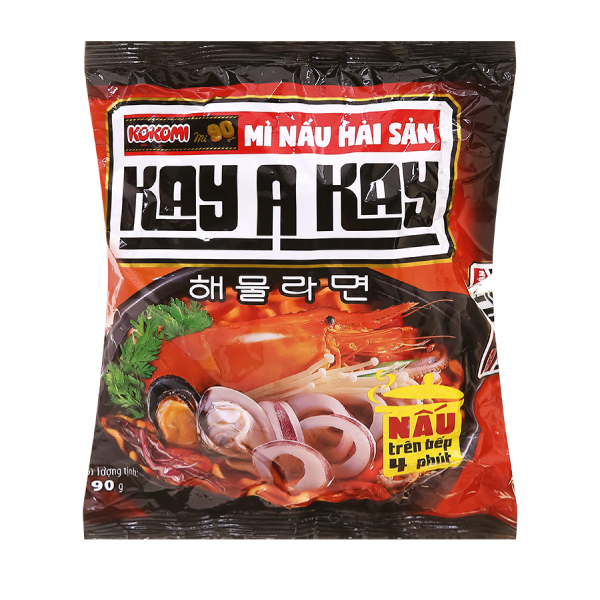 KOKOMI Mì 90 MÌ NẤU HẢI SẢN
KAY A KAY
해물라면
NẤU
trên bếp
4 phút
lượng tịnh:
90 g